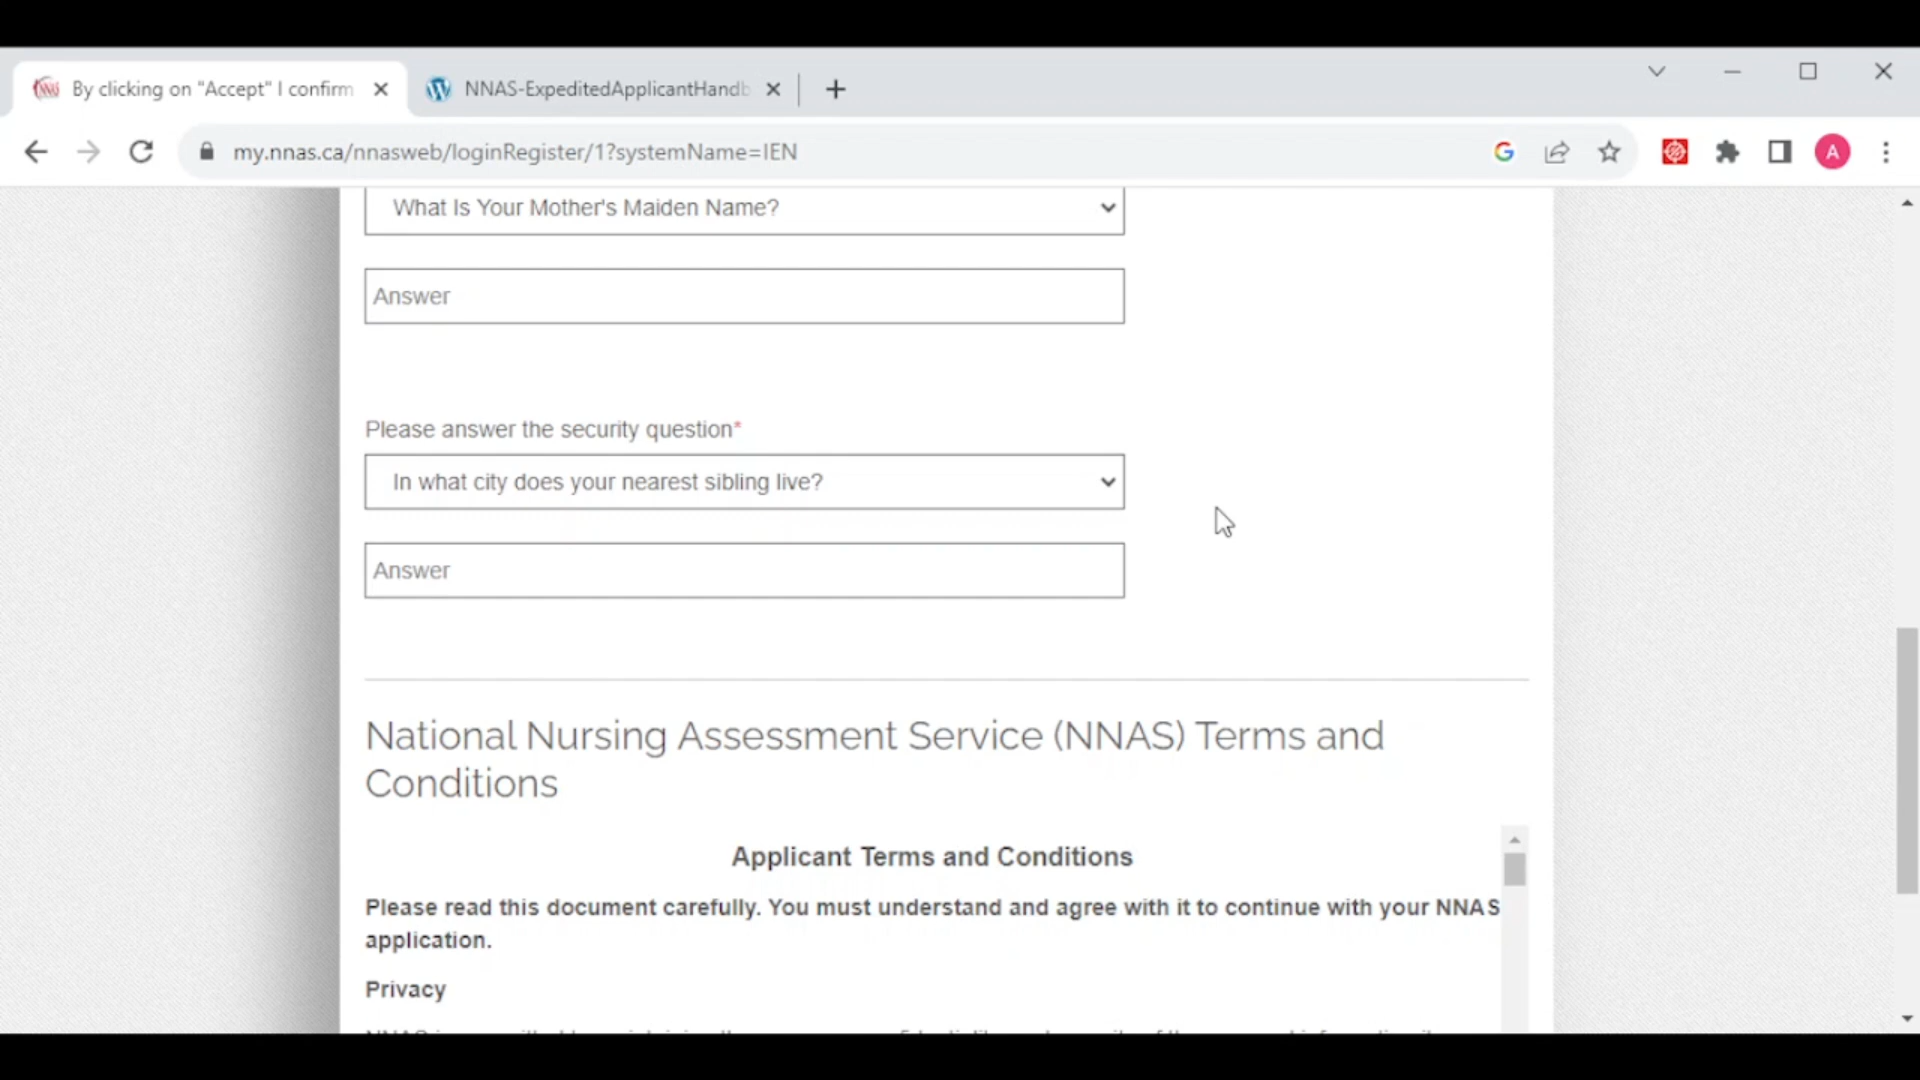 By clicking on "Accept" I confirm
NNAS-ExpeditedApplicantHandb
my.nnas.ca/nnasweb/loginRegister/1?systemName=IEN
A
What Is Your Mother's Maiden Name?
Answer
Please answer the security question*
In what city does your nearest sibling live?
Answer
National Nursing Assessment Service (NNAS) Terms and
Conditions
Applicant Terms and Conditions
Please read this document carefully. You must understand and agree with it to continue with your NNAS
application.
Privacy